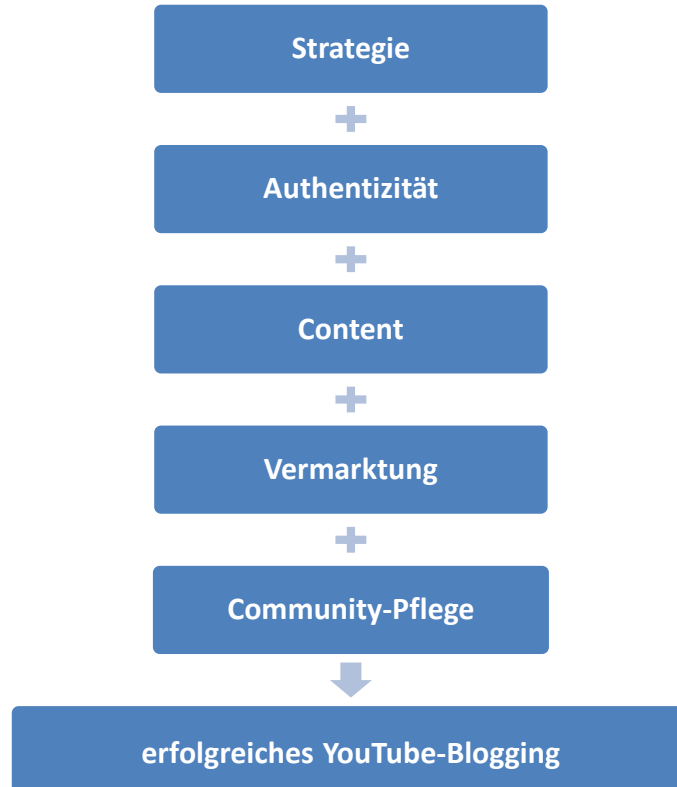 Strategie
Authentizität
Content
Vermarktung
Community-Pflege
erfolgreiches YouTube-Blogging